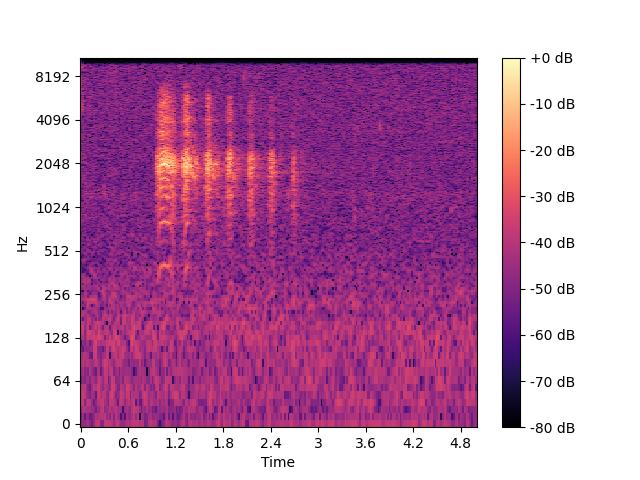 8192
4096
2048
1024
512
256
128
64
0
Hz
0 0.6 1.2 1.8 2.4 3 3.6 4.2 4.8
Time
+0 dB
-10 dB
-20 dB
-30 dB
-40 dB
-50 dB
-60 dB
-70 dB
-80 dB